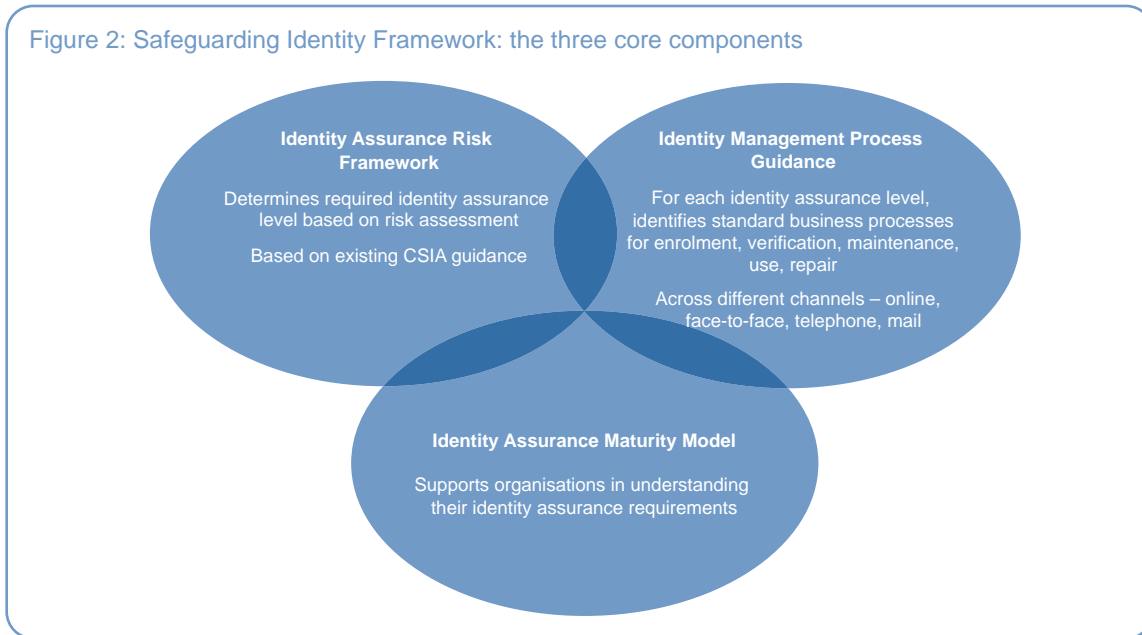 Figure 2: Safeguarding Identity Framework: the three core components
Identity Assurance Risk
Framework
Determines required identity assurance
level based on risk assessment
Based on existing CSIA guidance
Identity Management Process
Guidance
For each identity assurance level,
identifies standard business processes
for enrolment, verification, maintenance,
use, repair
Across different channels – online,
face-to-face, telephone, mail
Identity Assurance Maturity Model
Supports organisations in understanding
their identity assurance requirements